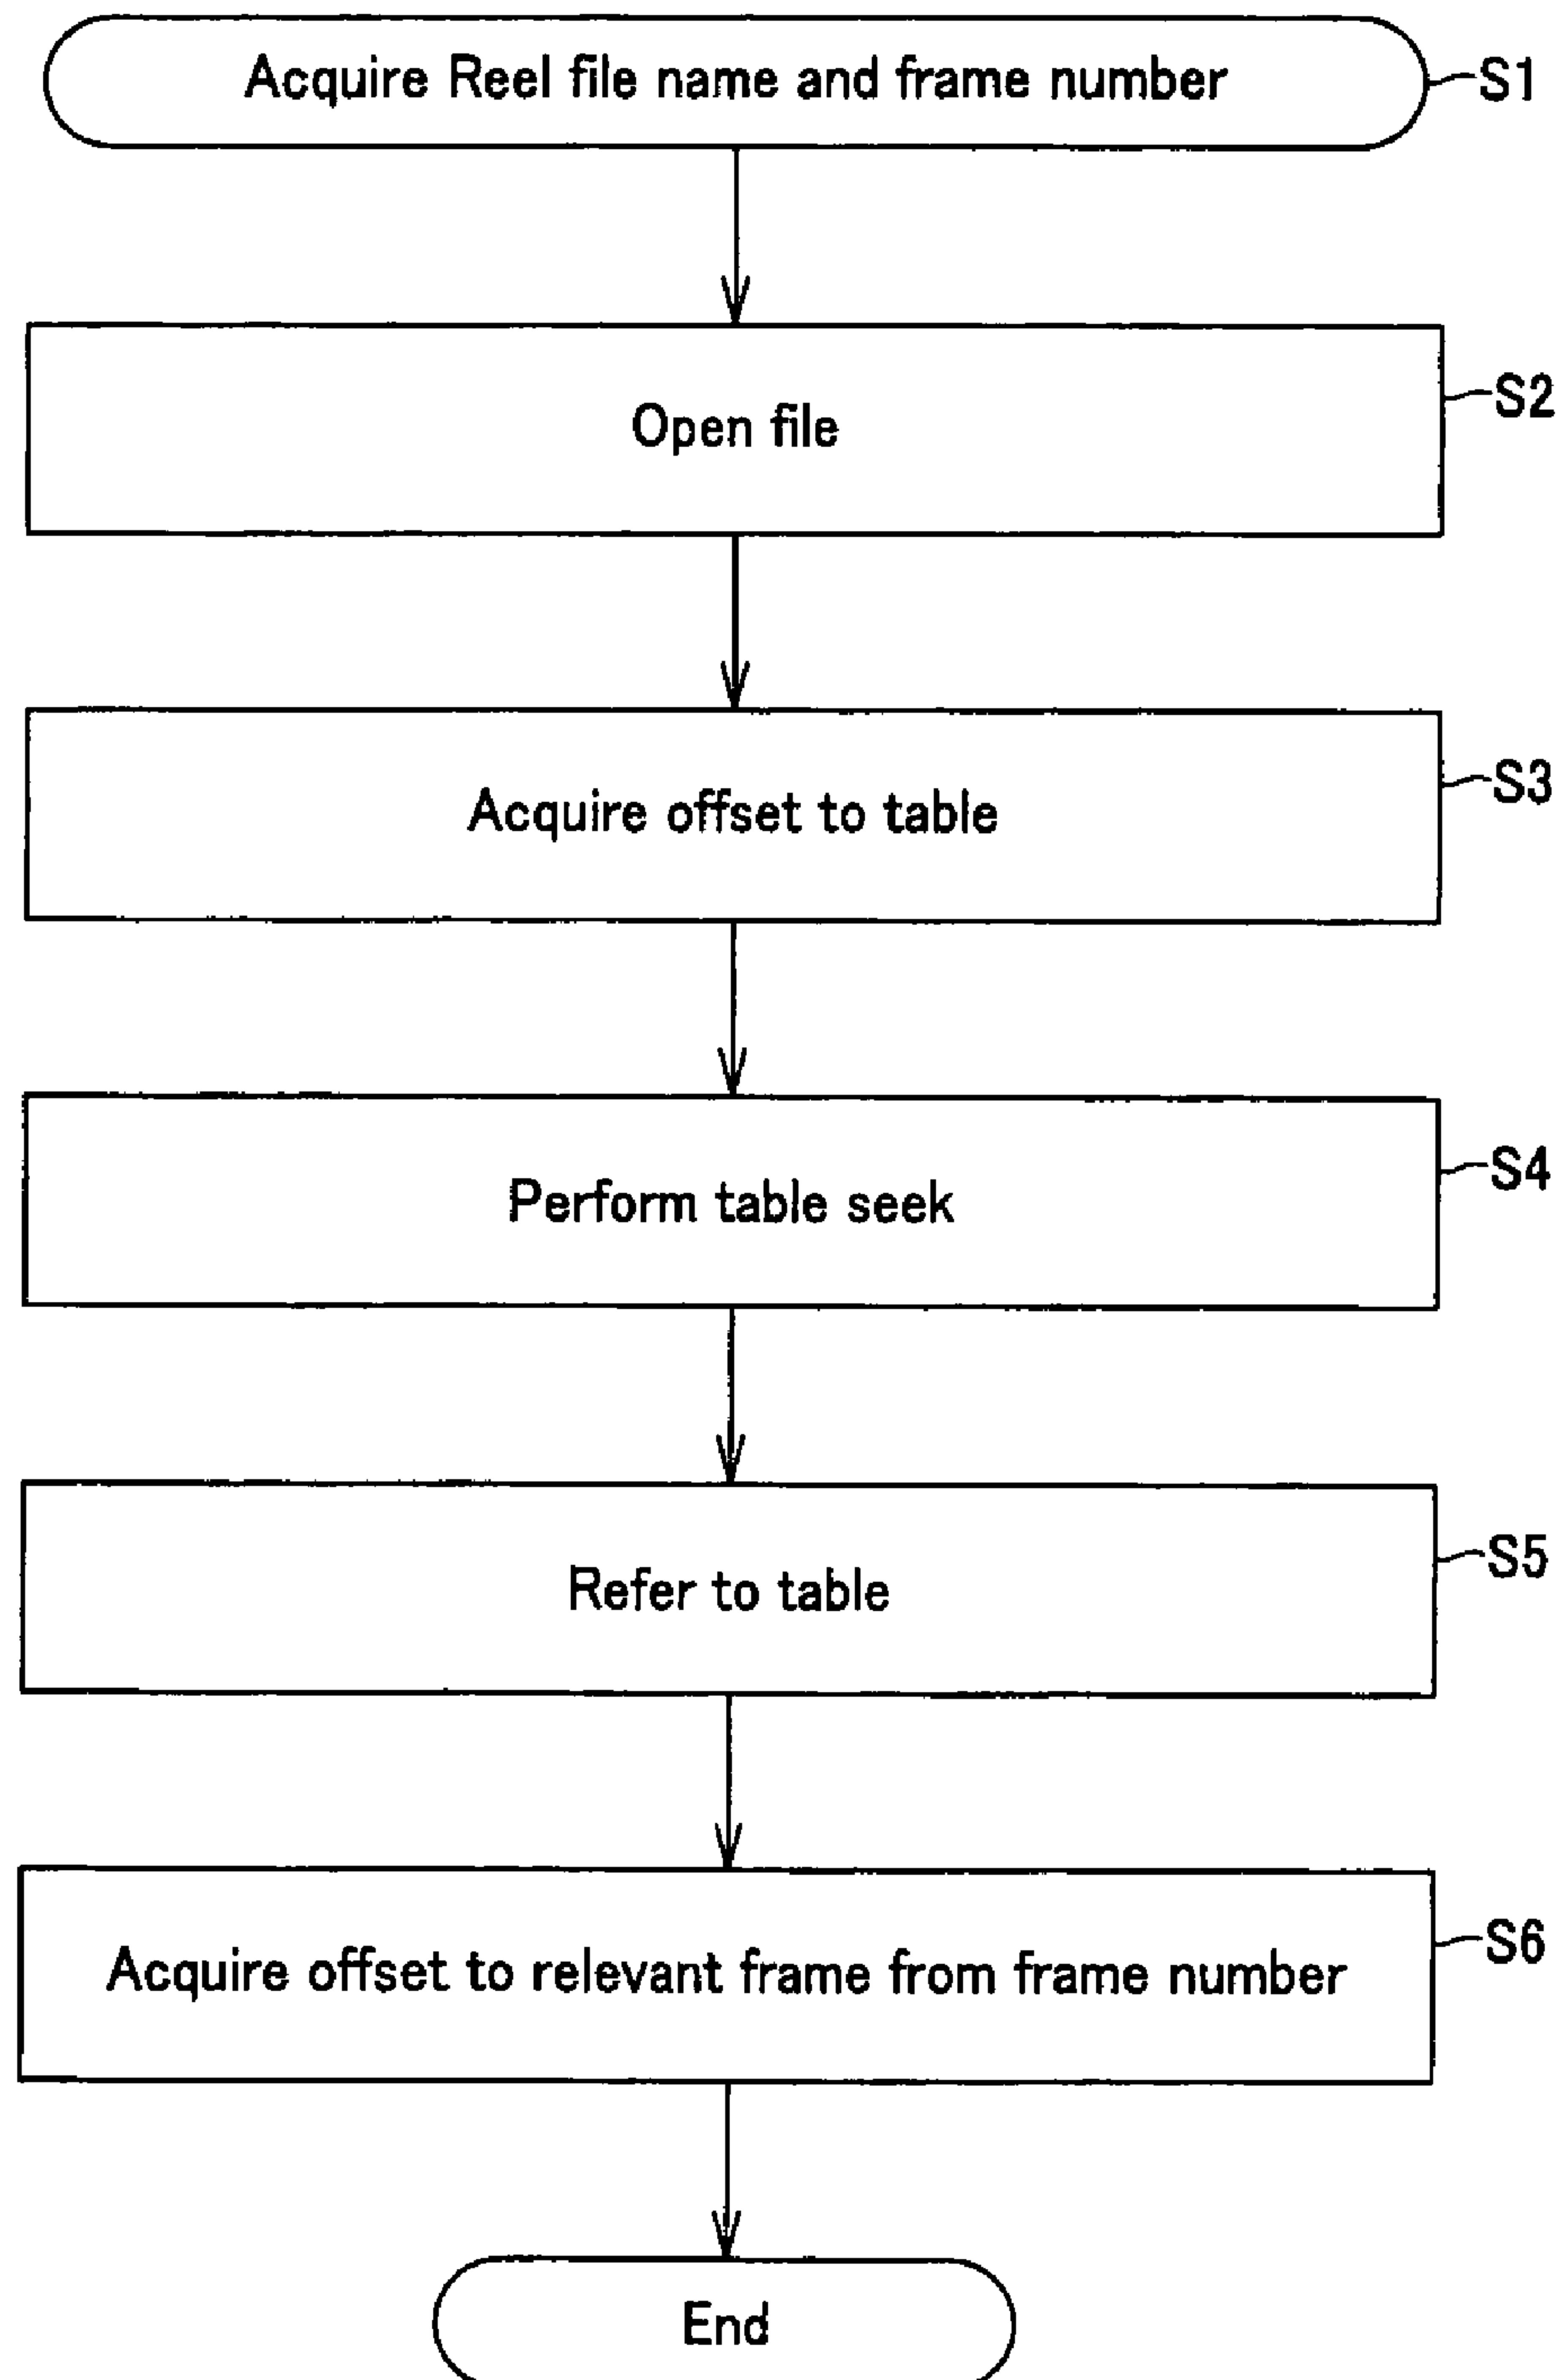 Acquire Reel file name and frame number S1
Open file S2
Acquire offset to table S3
Perform table seek S4
Refer to table S5
Acquire offset to relevant frame from frame number S6
End